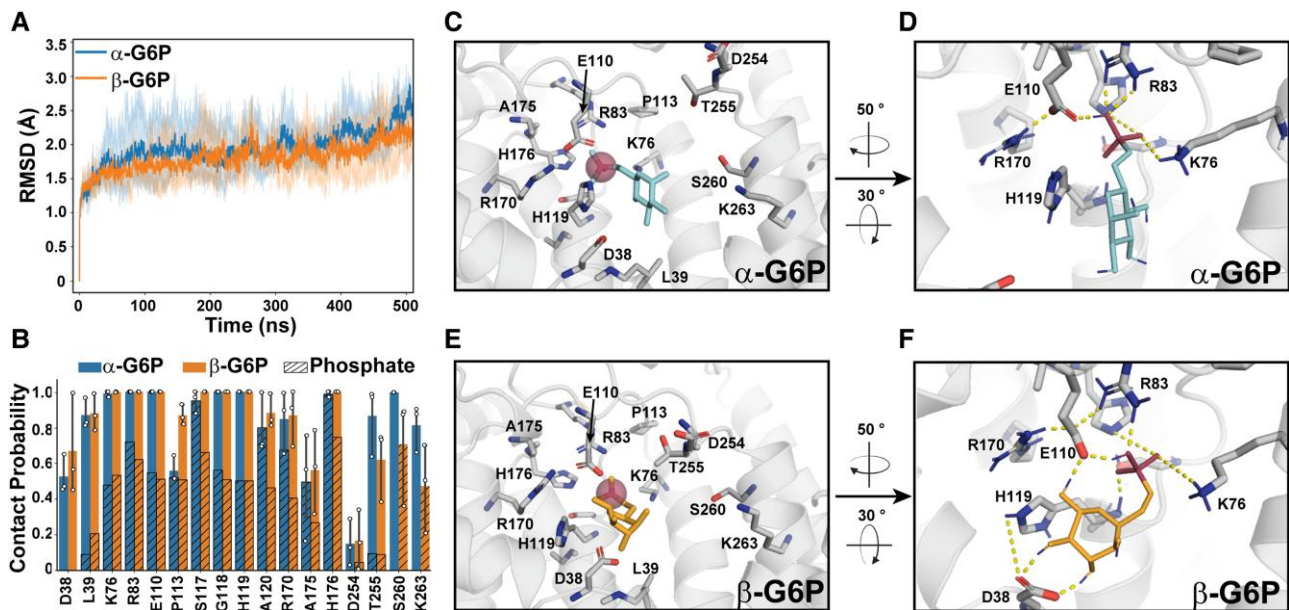 A
3.5
3.0
2.5
2.0
1.5
1.0
0.5
0
RMSD (Å)
α-G6P
β-G6P
0 100 200 300 400 500
Time (ns)
B
α-G6P β-G6P Phosphate
1.0
0.8
0.6
0.4
0.2
0.0
Contact Probability
D38 L39 K76 R83 E110 P113 S117 G118 H119 A120 R170 A175 H176 D254 T255 S260 K263
C
E110
D254
A175
R83
P113
T255
H176
K76
R170
S260
H119
K263
D38
L39
α-G6P
50 °
30 °
D
E110
R83
R170
K76
H119
α-G6P
E
E110
P113
A175
R83
D254
H176
T255
K76
R170
S260
H119
K263
D38
L39
β-G6P
50 °
30 °
F
R83
R170
E110
H119
K76
D38
β-G6P